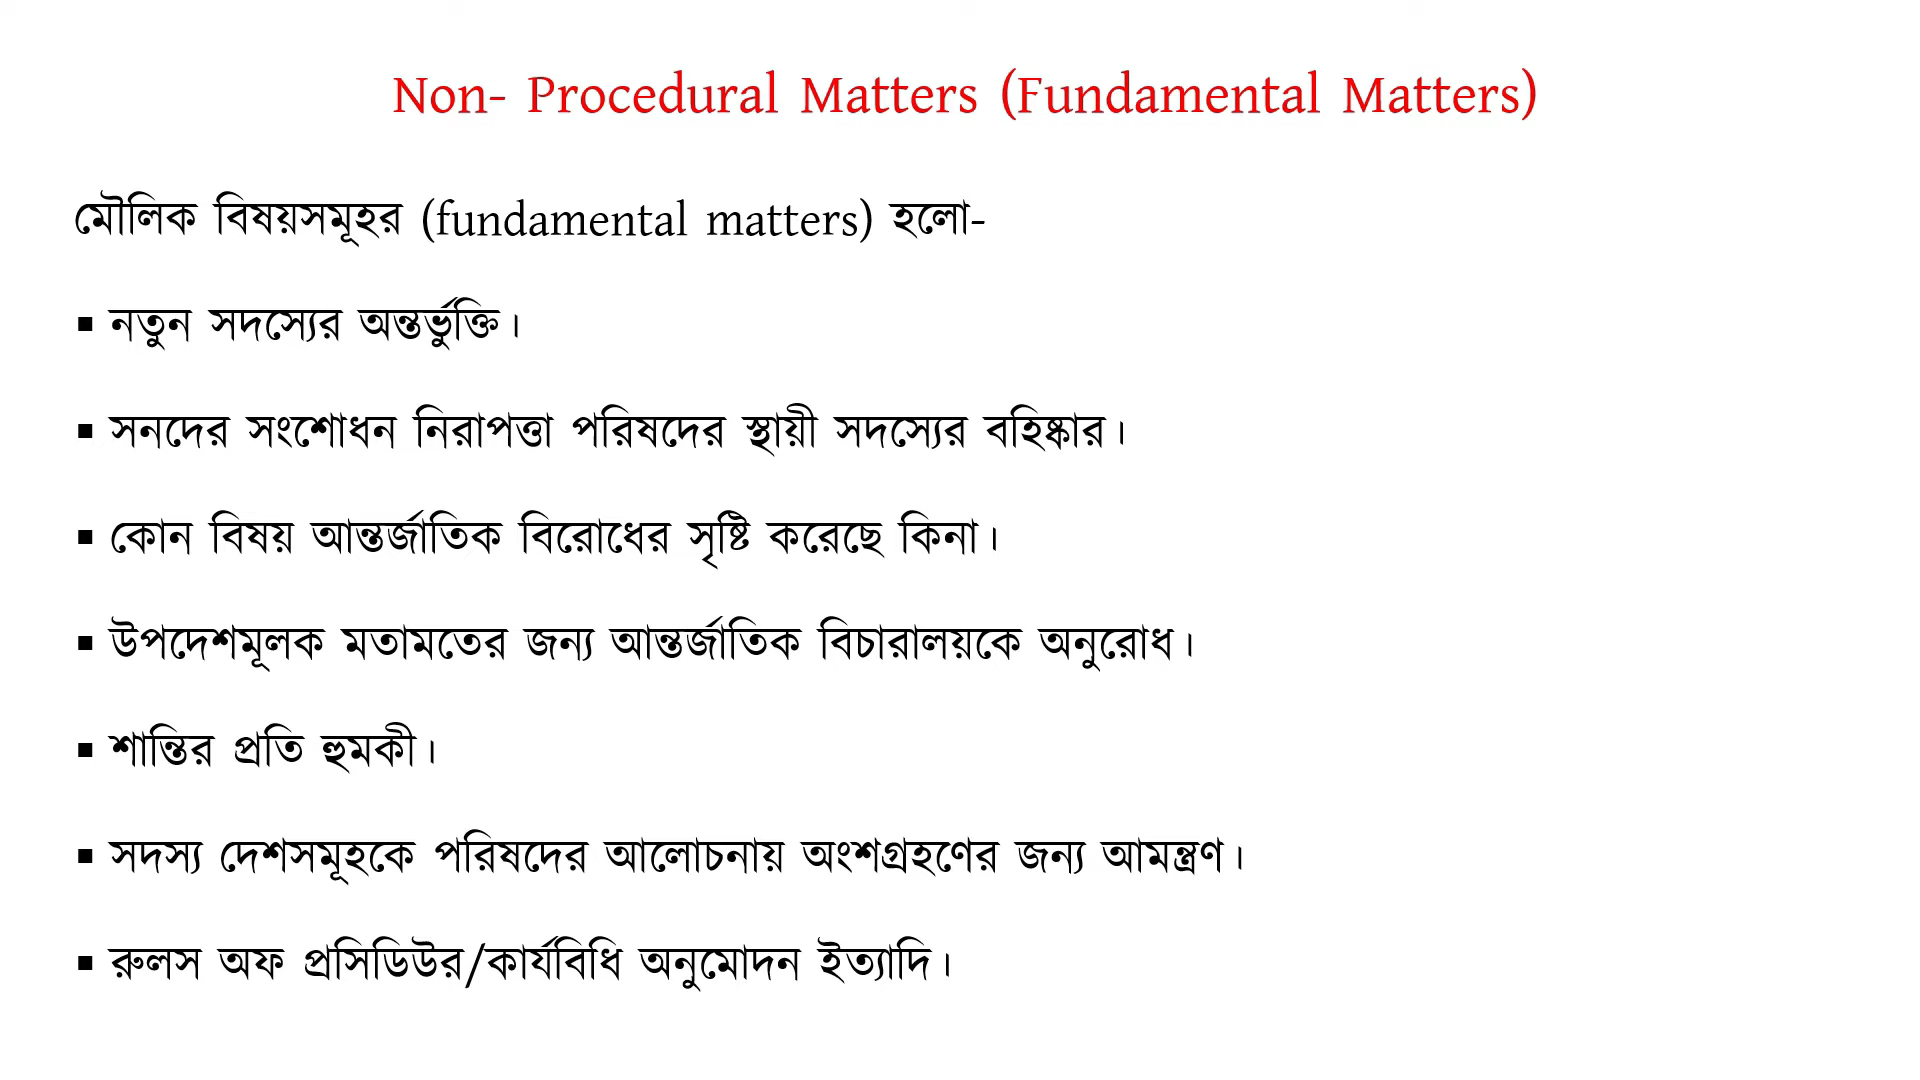 Non- Procedural Matters (Fundamental Matters)
মৌলিক বিষয়সমূহর (fundamental matters) হলো-
▪ নতুন সদস্যের অন্তর্ভুক্তি।
▪ সনদের সংশোধন নিরাপত্তা পরিষদের স্থায়ী সদস্যের বহিষ্কার।
▪ কোন বিষয় আন্তর্জাতিক বিরোধের সৃষ্টি করেছে কিনা।
▪ উপদেশমূলক মতামতের জন্য আন্তর্জাতিক বিচারালয়কে অনুরোধ।
▪ শান্তির প্রতি হুমকী।
▪ সদস্য দেশসমূহকে পরিষদের আলোচনায় অংশগ্রহণের জন্য আমন্ত্রণ।
▪ রুলস অফ প্রসিডিউর/কার্যবিধি অনুমোদন ইত্যাদি।